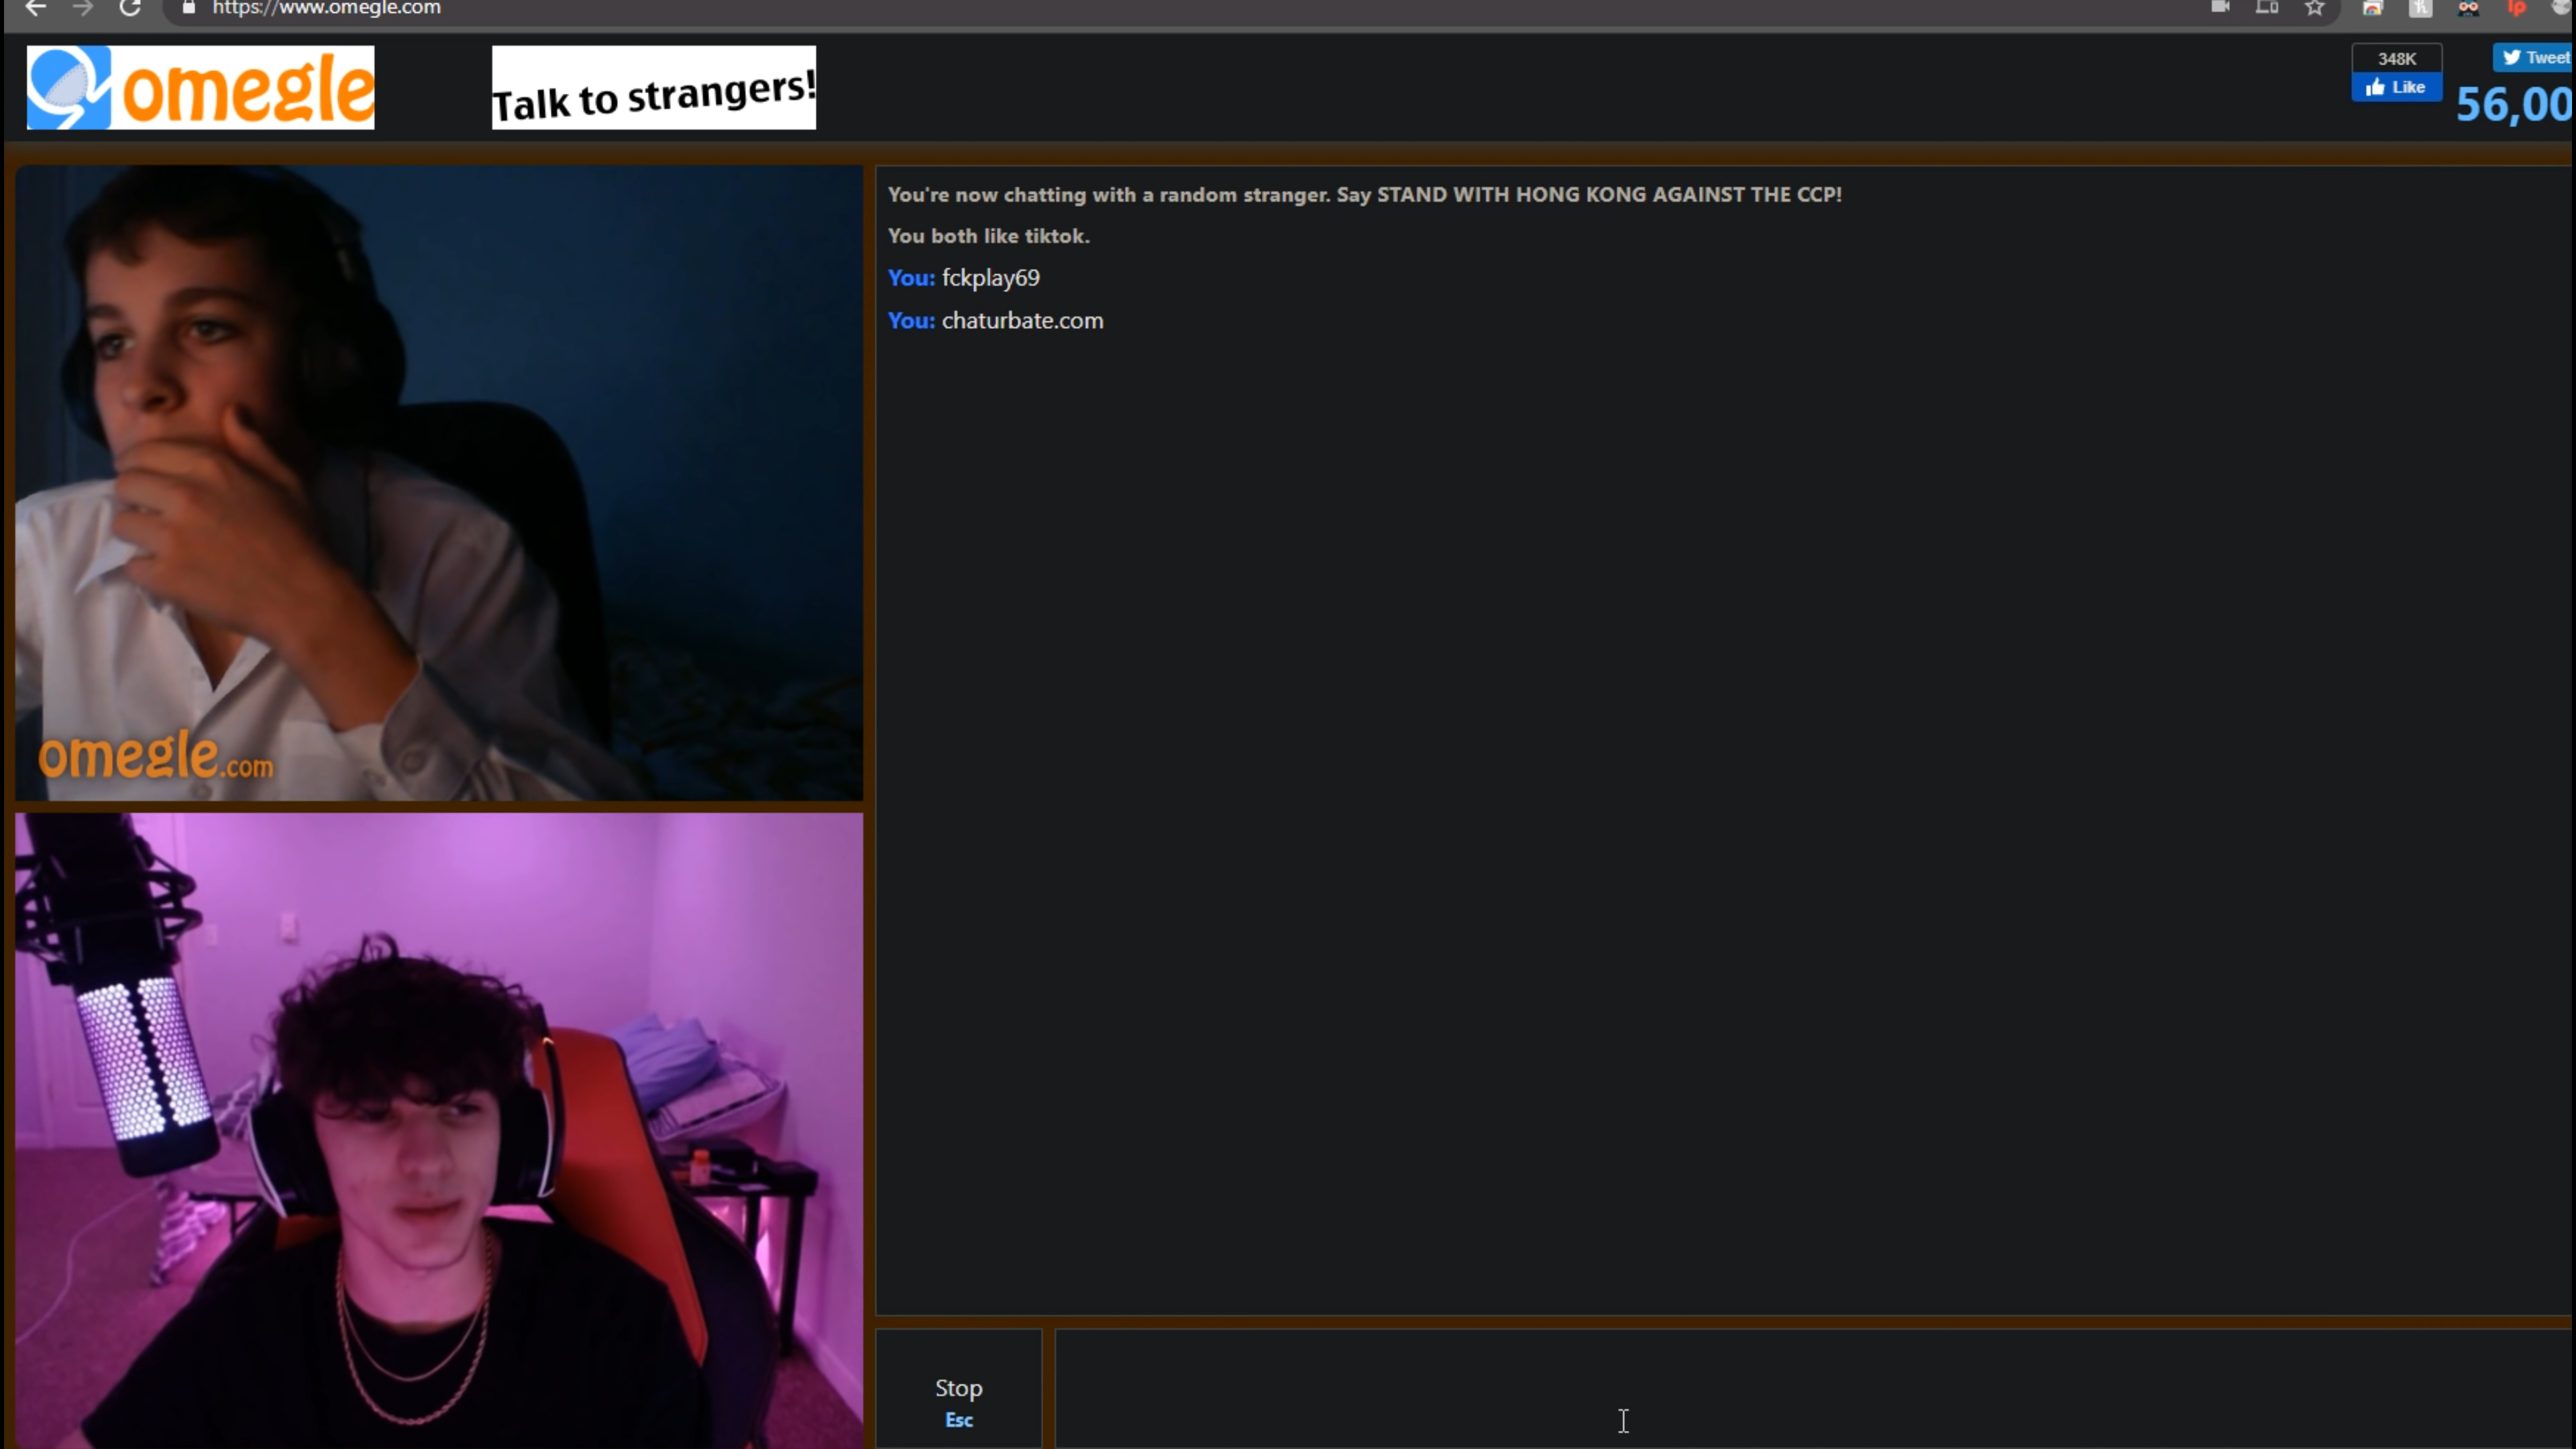 https://www.omegle.com
omegle
Talk to strangers!
348K
Like
Tweet
56,00
You're now chatting with a random stranger. Say STAND WITH HONG KONG AGAINST THE CCP!
You both like tiktok.
You: fckplay69
You: chaturbate.com
omegle.com
Stop
Esc